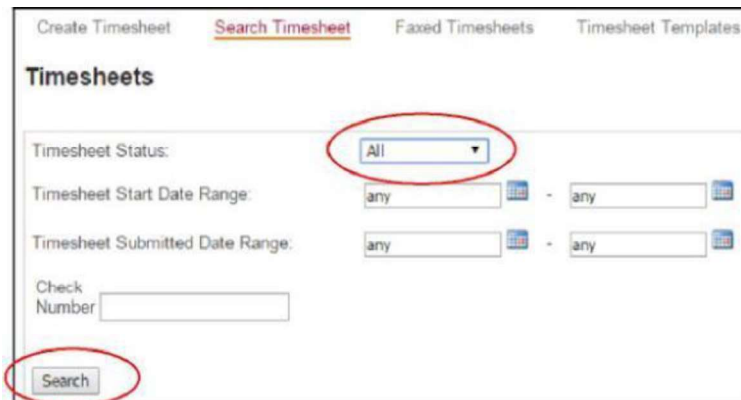 Create Timesheet Search Timesheet Faxed Timesheets Timesheet Templates
Timesheets
Timesheet Status: All
Timesheet Start Date Range: any - any
Timesheet Submitted Date Range: any - any
Check
Number
Search